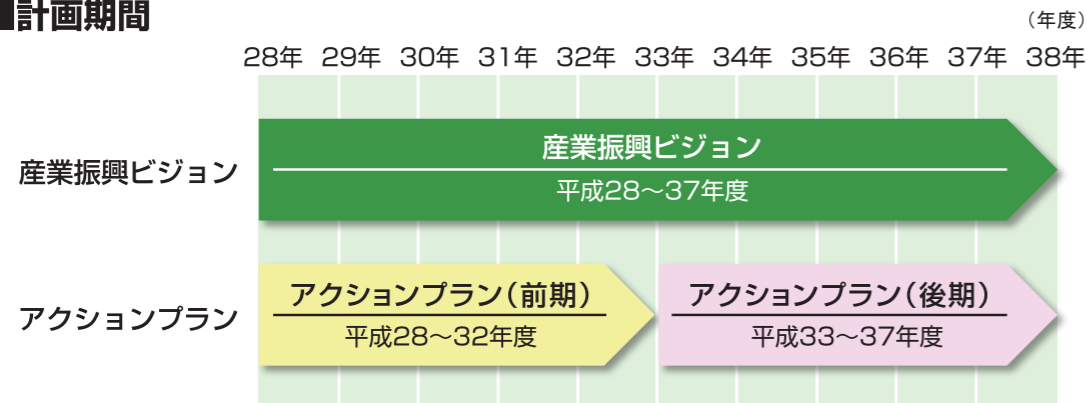 ■計画期間
（年度）
28年 29年 30年 31年 32年 33年 34年 35年 36年 37年 38年
産業振興ビジョン
産業振興ビジョン
平成28～37年度
アクションプラン
アクションプラン（前期）
平成28～32年度
アクションプラン（後期）
平成33～37年度